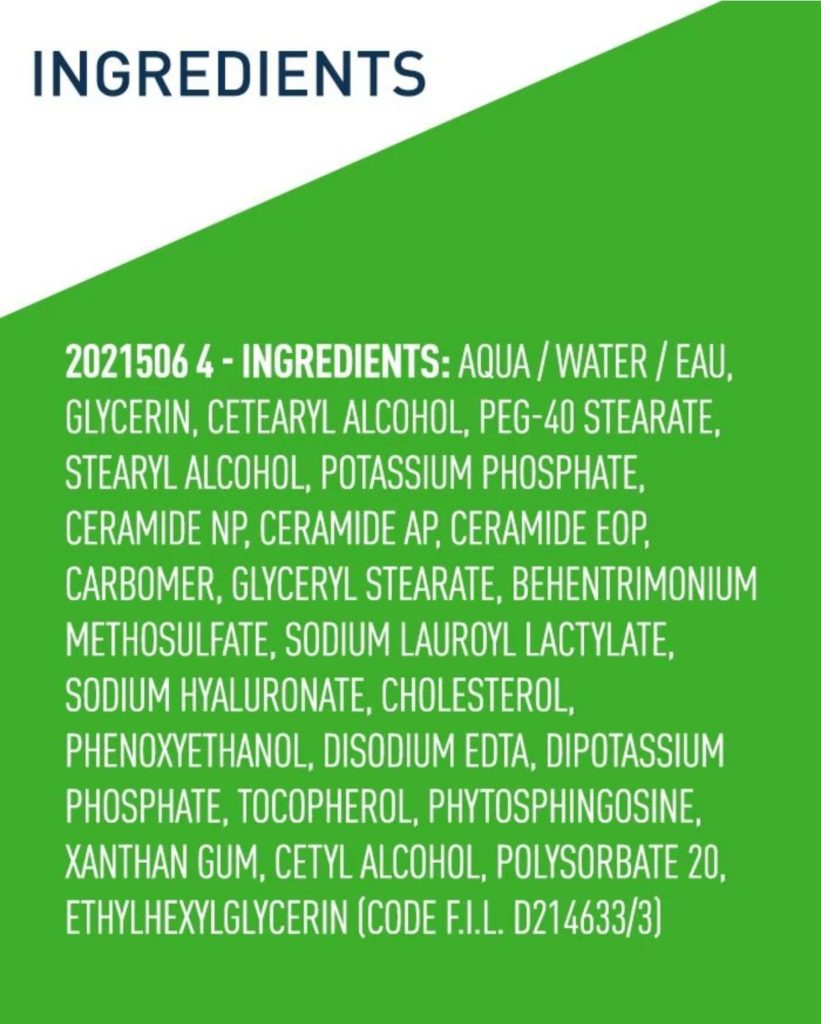 INGREDIENTS
2021506 4 - INGREDIENTS: AQUA / WATER / EAU,
GLYCERIN, CETEARYL ALCOHOL, PEG-40 STEARATE,
STEARYL ALCOHOL, POTASSIUM PHOSPHATE,
CERAMIDE NP, CERAMIDE AP, CERAMIDE EOP,
CARBOMER, GLYCERYL STEARATE, BEHENTRIMONIUM
METHOSULFATE, SODIUM LAUROYL LACTYLATE,
SODIUM HYALURONATE, CHOLESTEROL,
PHENOXYETHANOL, DISODIUM EDTA, DIPOTASSIUM
PHOSPHATE, TOCOPHEROL, PHYTOSPHINGOSINE,
XANTHAN GUM, CETYL ALCOHOL, POLYSORBATE 20,
ETHYLHEXYLGLYCERIN (CODE F.I.L. D214633/3)